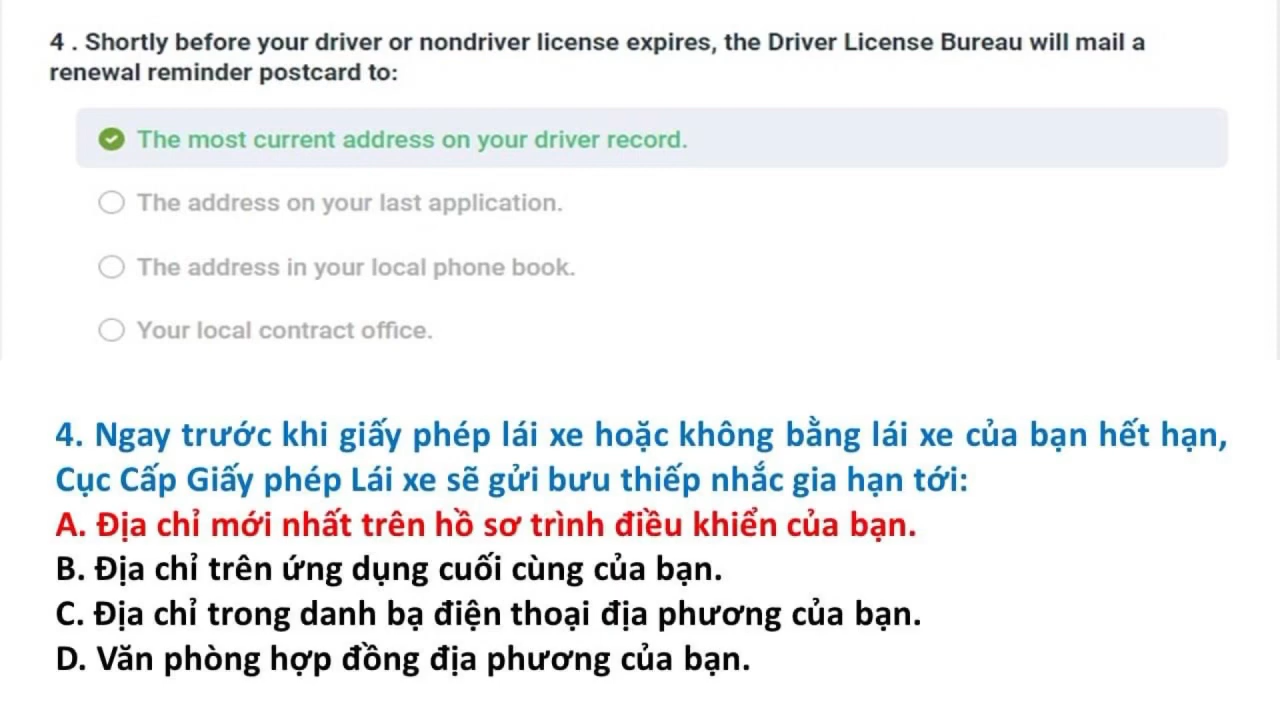 4 . Shortly before your driver or nondriver license expires, the Driver License Bureau will mail a
renewal reminder postcard to:
The most current address on your driver record.
The address on your last application.
The address in your local phone book.
Your local contract office.
4. Ngay trước khi giấy phép lái xe hoặc không bằng lái xe của bạn hết hạn,
Cục Cấp Giấy phép Lái xe sẽ gửi bưu thiếp nhắc gia hạn tới:
A. Địa chỉ mới nhất trên hồ sơ trình điều khiển của bạn.
B. Địa chỉ trên ứng dụng cuối cùng của bạn.
C. Địa chỉ trong danh bạ điện thoại địa phương của bạn.
D. Văn phòng hợp đồng địa phương của bạn.